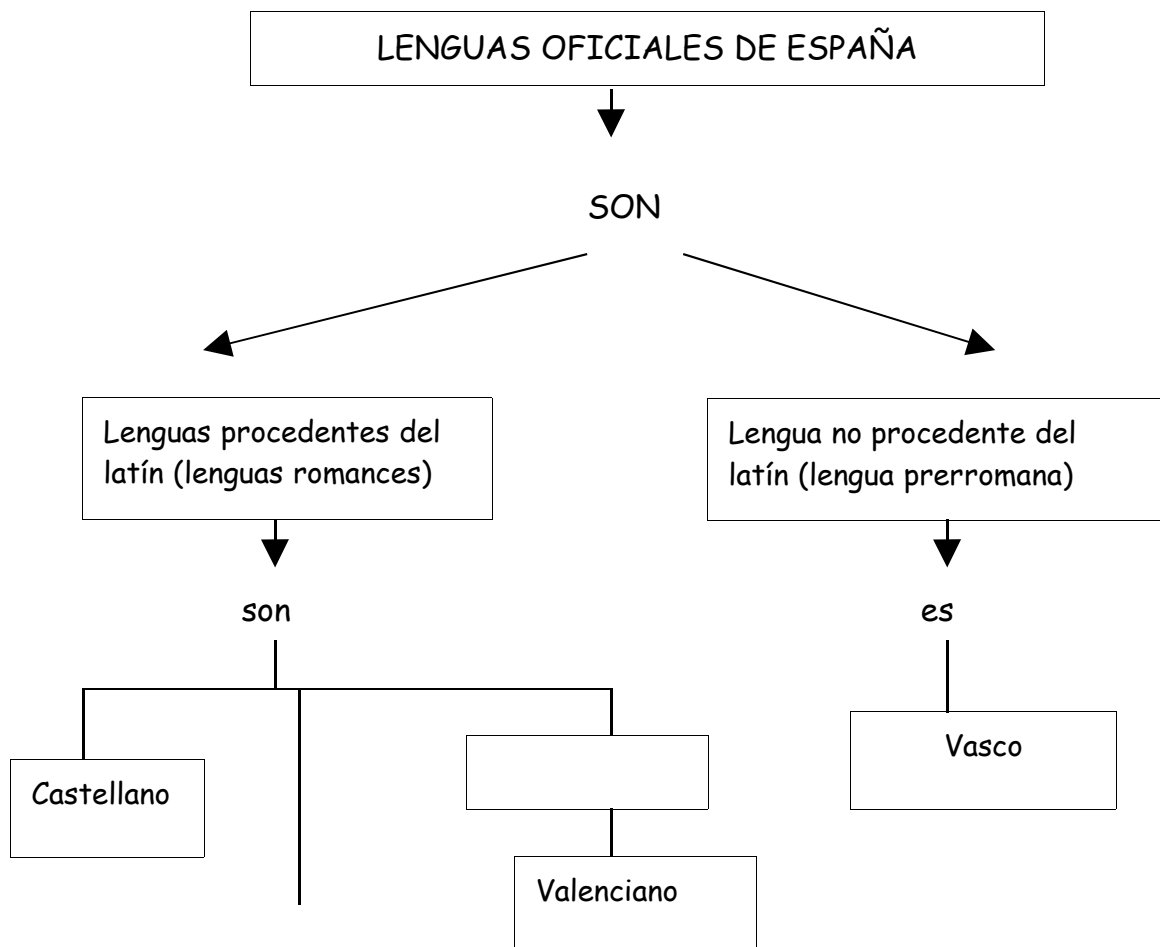 LENGUAS OFICIALES DE ESPAÑA
SON
Lenguas procedentes del
latín (lenguas romances)
Lengua no procedente del
latín (lengua prerromana)
son
es
Castellano
Vasco
Valenciano